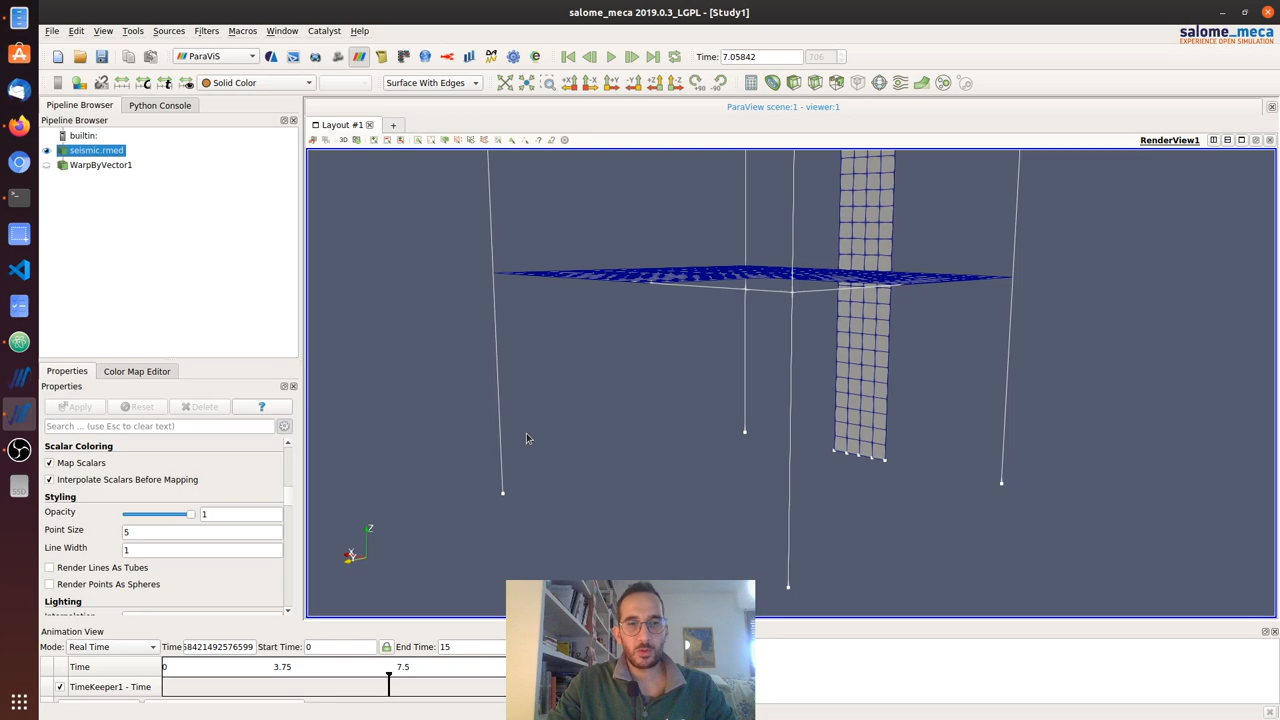 salome_meca 2019.0.3_LGPL - [Study1]
File Edit View Tools Sources Filters Macros Window Catalyst Help
salome_meca
EXPERIENCE OPEN SIMULATION
ParaViS
Time: 7.05842 706
Solid Color
Surface With Edges
Pipeline Browser Python Console
ParaView scene:1 - viewer:1
Pipeline Browser
Layout #1
builtin:
3D
RenderView1
seismic.rmed
WarpByVector1
Properties Color Map Editor
Properties
Apply Reset Delete ?
Search ... (use Esc to clear text)
Scalar Coloring
Map Scalars
Interpolate Scalars Before Mapping
Styling
Opacity 1
Point Size 5
Line Width 1
Render Lines As Tubes
Render Points As Spheres
Lighting
Z
X
Y
Animation View
Mode: Real Time Time 58421492576599 Start Time: 0 End Time: 15
Time 0 3.75 7.5
TimeKeeper1 - Time
SSD